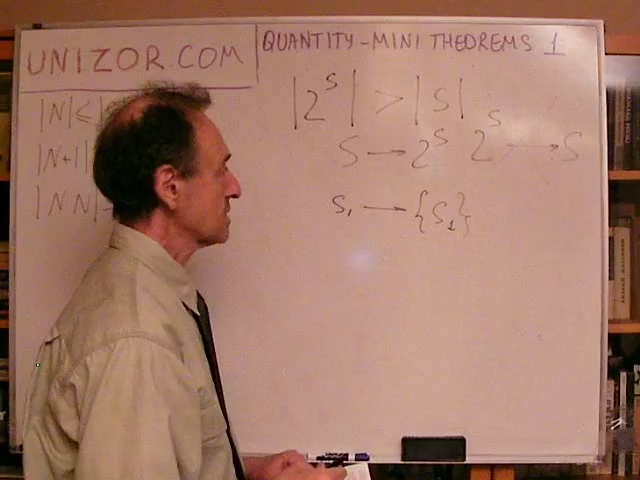 UNIZOR.COM
QUANTITY-MINI THEOREMS 1
|N| ≤
|N+1|
|N N|
|2^S| > |S|
S → 2^S 2^S → S
S₁ → {S₁}